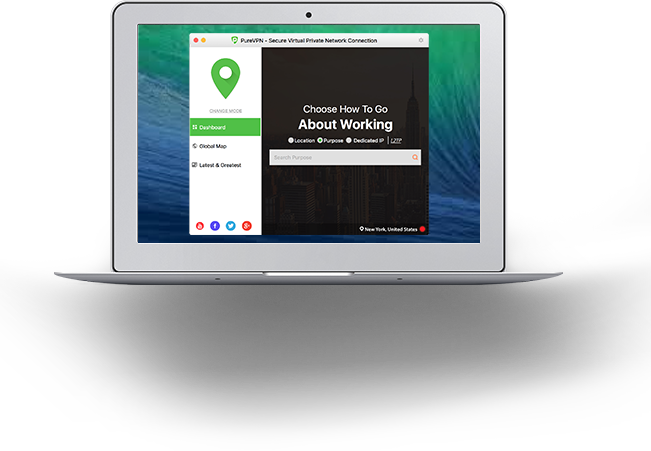 PureVPN - Secure Virtual Private Network Connection
CHANGE MODE
Dashboard
Global Map
Latest & Greetest
Choose How To Go
About Working
Location Purpose Dedicated IP L2TP
Search Purpose
New York, United States